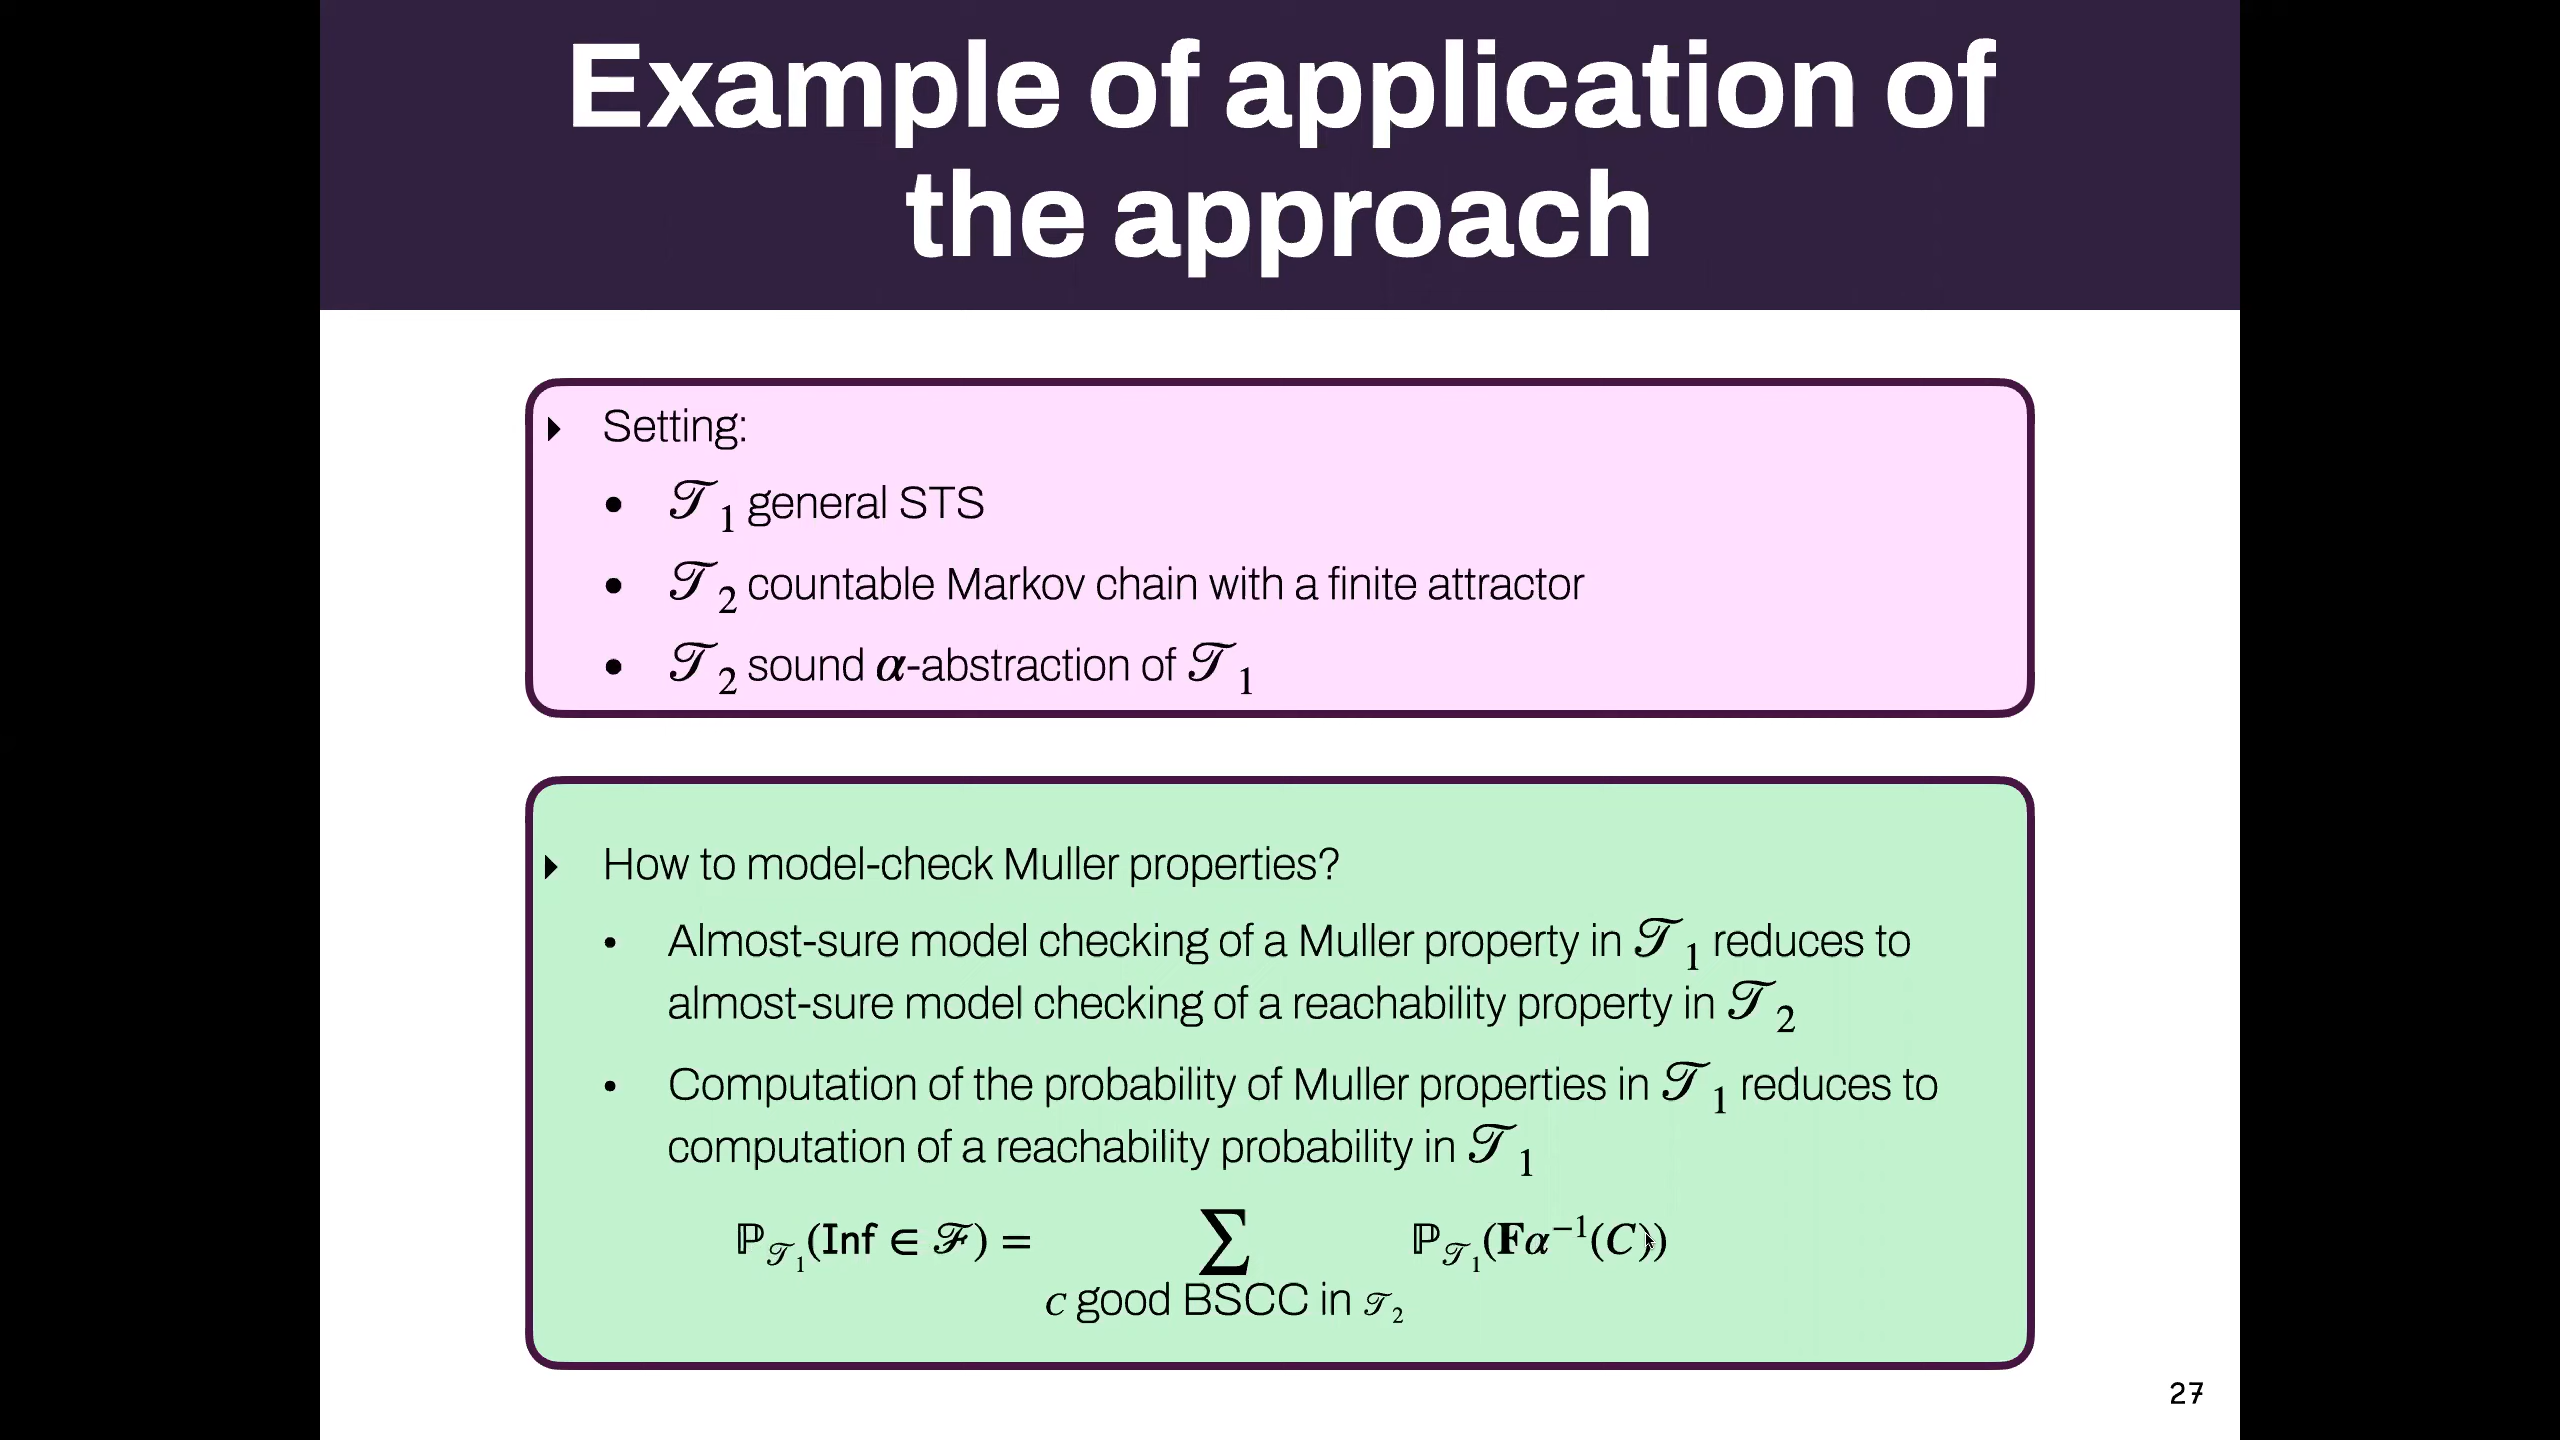 Example of application of
the approach
Setting:
𝒯₁ general STS
𝒯₂ countable Markov chain with a finite attractor
𝒯₂ sound α-abstraction of 𝒯₁
How to model-check Muller properties?
Almost-sure model checking of a Muller property in 𝒯₁ reduces to
almost-sure model checking of a reachability property in 𝒯₂
Computation of the probability of Muller properties in 𝒯₁ reduces to
computation of a reachability probability in 𝒯₁
ℙ_𝒯₁(Inf ∈ ℱ) = ∑ ℙ_𝒯₁(𝐅α⁻¹(C))
C good BSCC in 𝒯₂
27